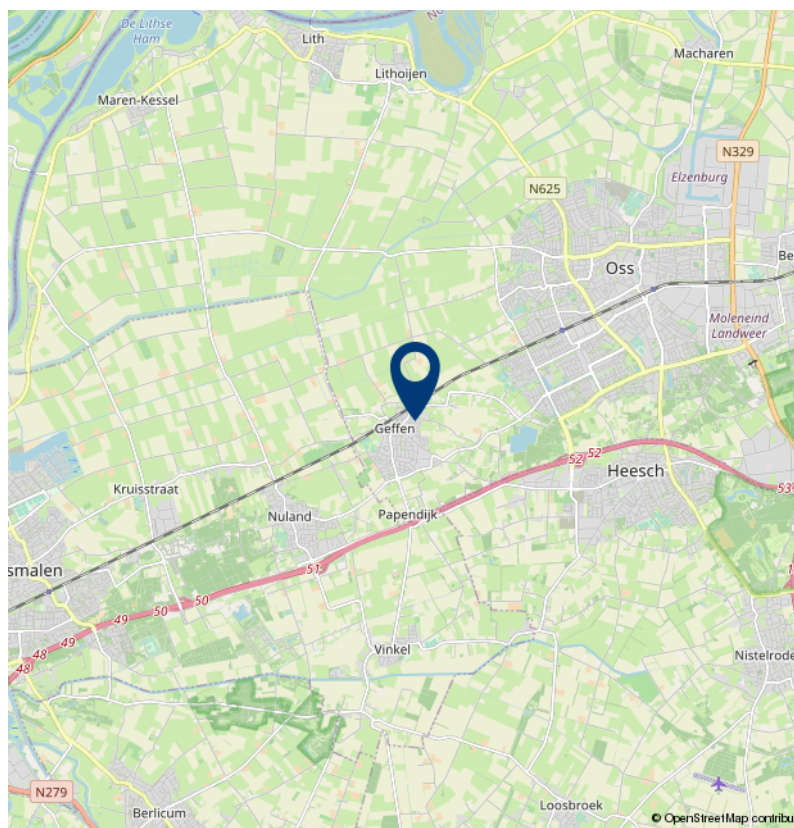 De Lithse
Ham
No
Lith
Macharen
Lithoijen
Maren-Kessel
N329
Elzenburg
N625
Oss
Be
Moleneind
Landweer
Geffen
52
52
Heesch
Kruisstraat
53
Nuland
Papendijk
smalen
51
1
50
50
49
49
48
48
Vinkel
Nistelrode
N279
Berlicum
Loosbroek
© OpenStreetMap contribu